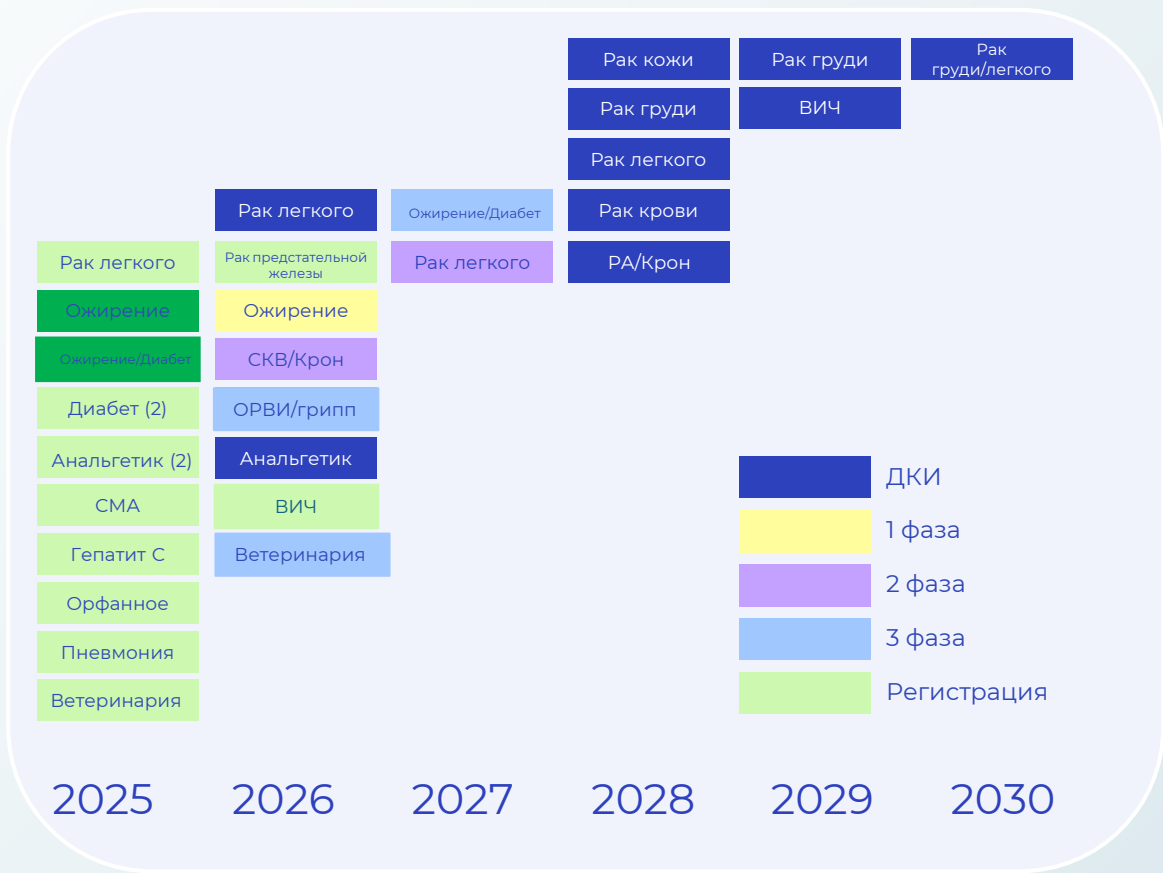 Рак кожи
Рак груди
Рак
груди/легкого
Рак груди
ВИЧ
Рак легкого
Рак легкого
Ожирение/Диабет
Рак крови
Рак легкого
Рак предстательной
железы
Рак легкого
РА/Крон
Ожирение
Ожирение
Ожирение/Диабет
СКВ/Крон
Диабет (2)
ОРВИ/грипп
Анальгетик (2)
Анальгетик
ДКИ
СМА
ВИЧ
1 фаза
Гепатит С
Ветеринария
2 фаза
Орфанное
Пневмония
3 фаза
Ветеринария
Регистрация
2025
2026
2027
2028
2029
2030